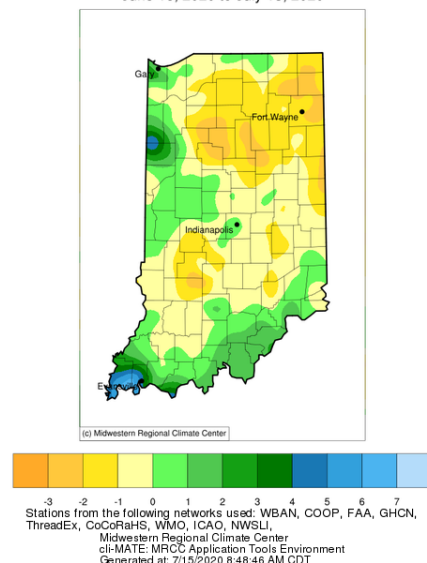 Gary
Fort Wayne
Indianapolis
(c) Midwestern Regional Climate Center
-3 -2 -1 0 1 2 3 4 5 6 7
Stations from the following networks used: WBAN, COOP, FAA, GHCN,
ThreadEx, CoCoRaHS, WMO, ICAO, NWSLI,
Midwestern Regional Climate Center
cli-MATE: MRCC Application Tools Environment
Generated at: 7/15/2020 8:48:46 AM CDT